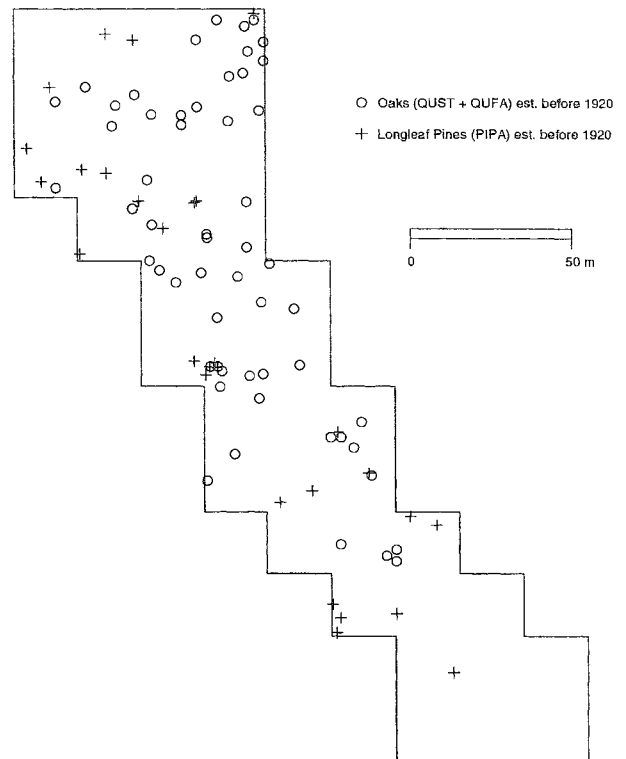 Oaks (QUST + QUFA) est. before 1920
Longleaf Pines (PIPA) est. before 1920
0 50 m